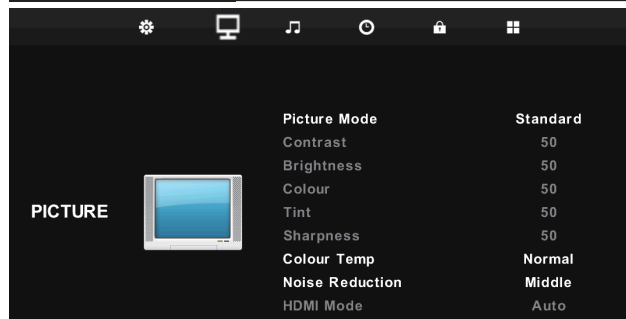 PICTURE
Picture Mode Standard
Contrast 50
Brightness 50
Colour 50
Tint 50
Sharpness 50
Colour Temp Normal
Noise Reduction Middle
HDMI Mode Auto